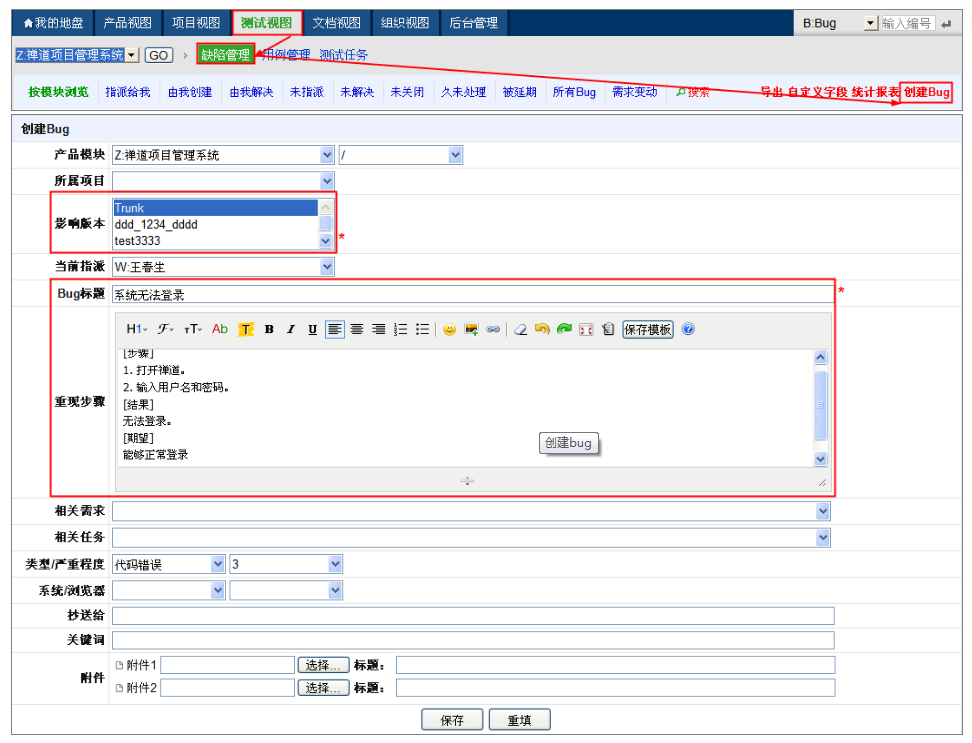 我的地盘 产品视图 项目视图 测试视图 文档视图 组织视图 后台管理 B:Bug 输入编号
Z:禅道项目管理系统 GO › 缺陷管理 用例管理 测试任务
按模块浏览 指派给我 由我创建 由我解决 未指派 未解决 未关闭 久未处理 被延期 所有Bug 需求变动 搜索 导出 自定义字段 统计报表 创建Bug
创建Bug
产品模块 Z:禅道项目管理系统 /
所属项目
影响版本 Trunk
ddd_1234_dddd
test3333
*
当前指派 W:王春生
Bug标题 系统无法登录 *
H1 F TT Ab T B I U 保存模板
重现步骤
[步骤]
1. 打开禅道。
2. 输入用户名和密码。
[结果]
无法登录。
[期望]
能够正常登录
创建bug
相关需求
相关任务
类型/严重程度 代码错误 3
系统/浏览器
抄送给
关键词
附件 附件1 选择... 标题：
附件2 选择... 标题：
保存 重填